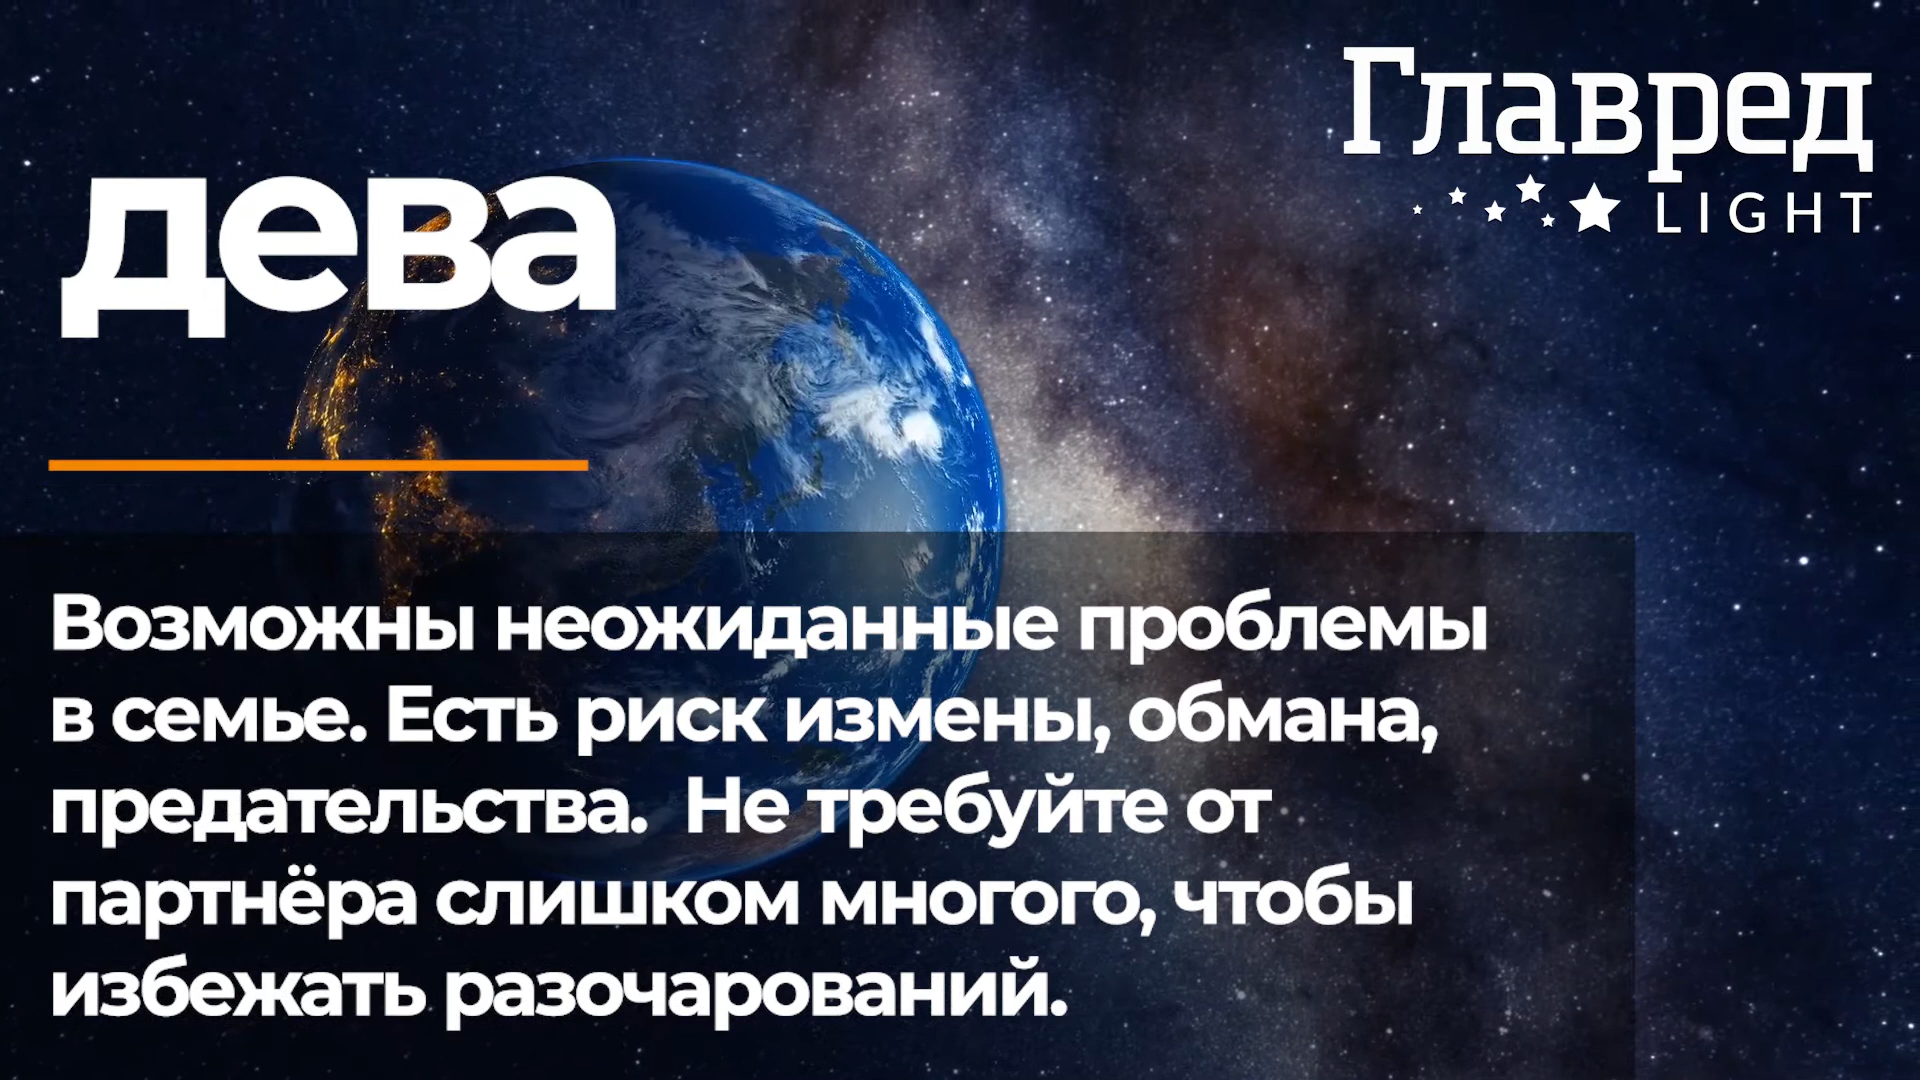 Главред
LIGHT
дева
Возможны неожиданные проблемы
в семье. Есть риск измены, обмана,
предательства.  Не требуйте от
партнёра слишком многого, чтобы
избежать разочарований.